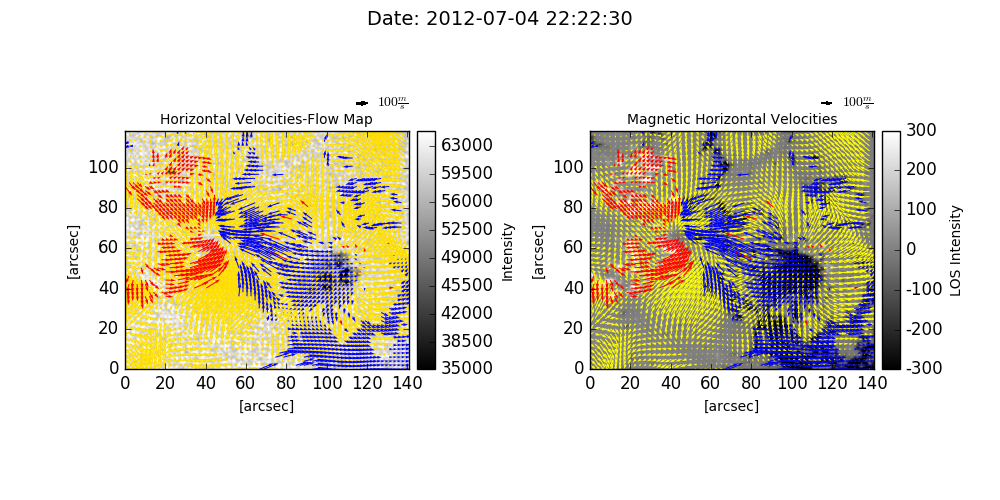 Date: 2012-07-04 22:22:30
100 m/s
100 m/s
Horizontal Velocities-Flow Map
Magnetic Horizontal Velocities
[arcsec]
100
80
60
40
20
0
0 20 40 60 80 100 120 140
[arcsec]
63000
59500
56000
52500
49000
45500
42000
38500
35000
Intensity
[arcsec]
100
80
60
40
20
0
0 20 40 60 80 100 120 140
[arcsec]
300
200
100
0
-100
-200
-300
LOS Intensity